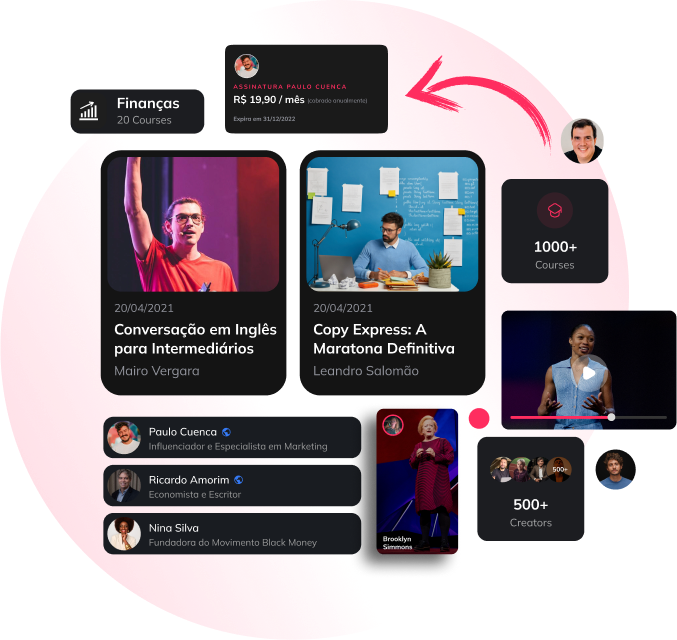 ASSINATURA PAULO CUENCA
R$ 19,90 / mês (cobrado anualmente)
Expira em 31/12/2022
Finanças
20 Courses
20/04/2021
Conversação em Inglês
para Intermediários
Mairo Vergara
20/04/2021
Copy Express: A
Maratona Definitiva
Leandro Salomão
1000+
Courses
Paulo Cuenca
Influenciador e Especialista em Marketing
Ricardo Amorim
Economista e Escritor
Nina Silva
Fundadora do Movimento Black Money
Brooklyn
Simmons
500+
500+
Creators